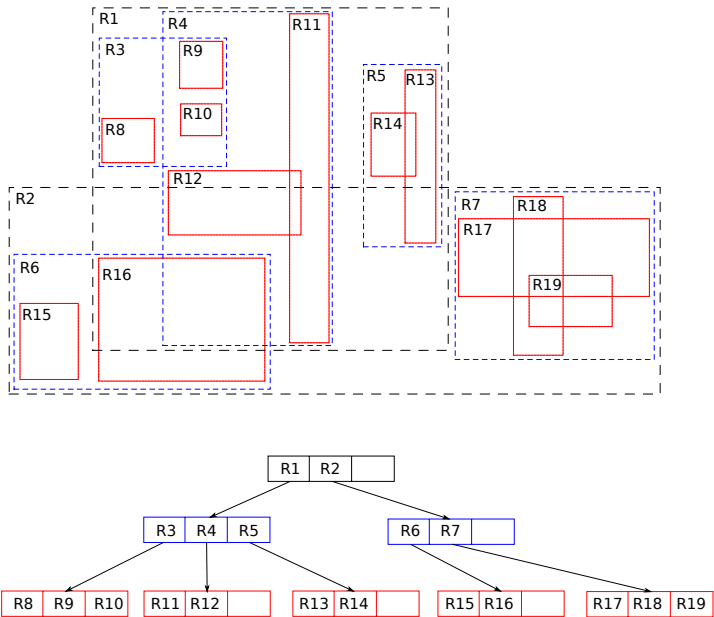 R1
R4
R11
R3
R9
R5
R13
R10
R14
R8
R12
R2
R7
R18
R17
R6
R16
R19
R15
R1 R2
R3 R4 R5
R6 R7
R8 R9 R10
R11 R12
R13 R14
R15 R16
R17 R18 R19